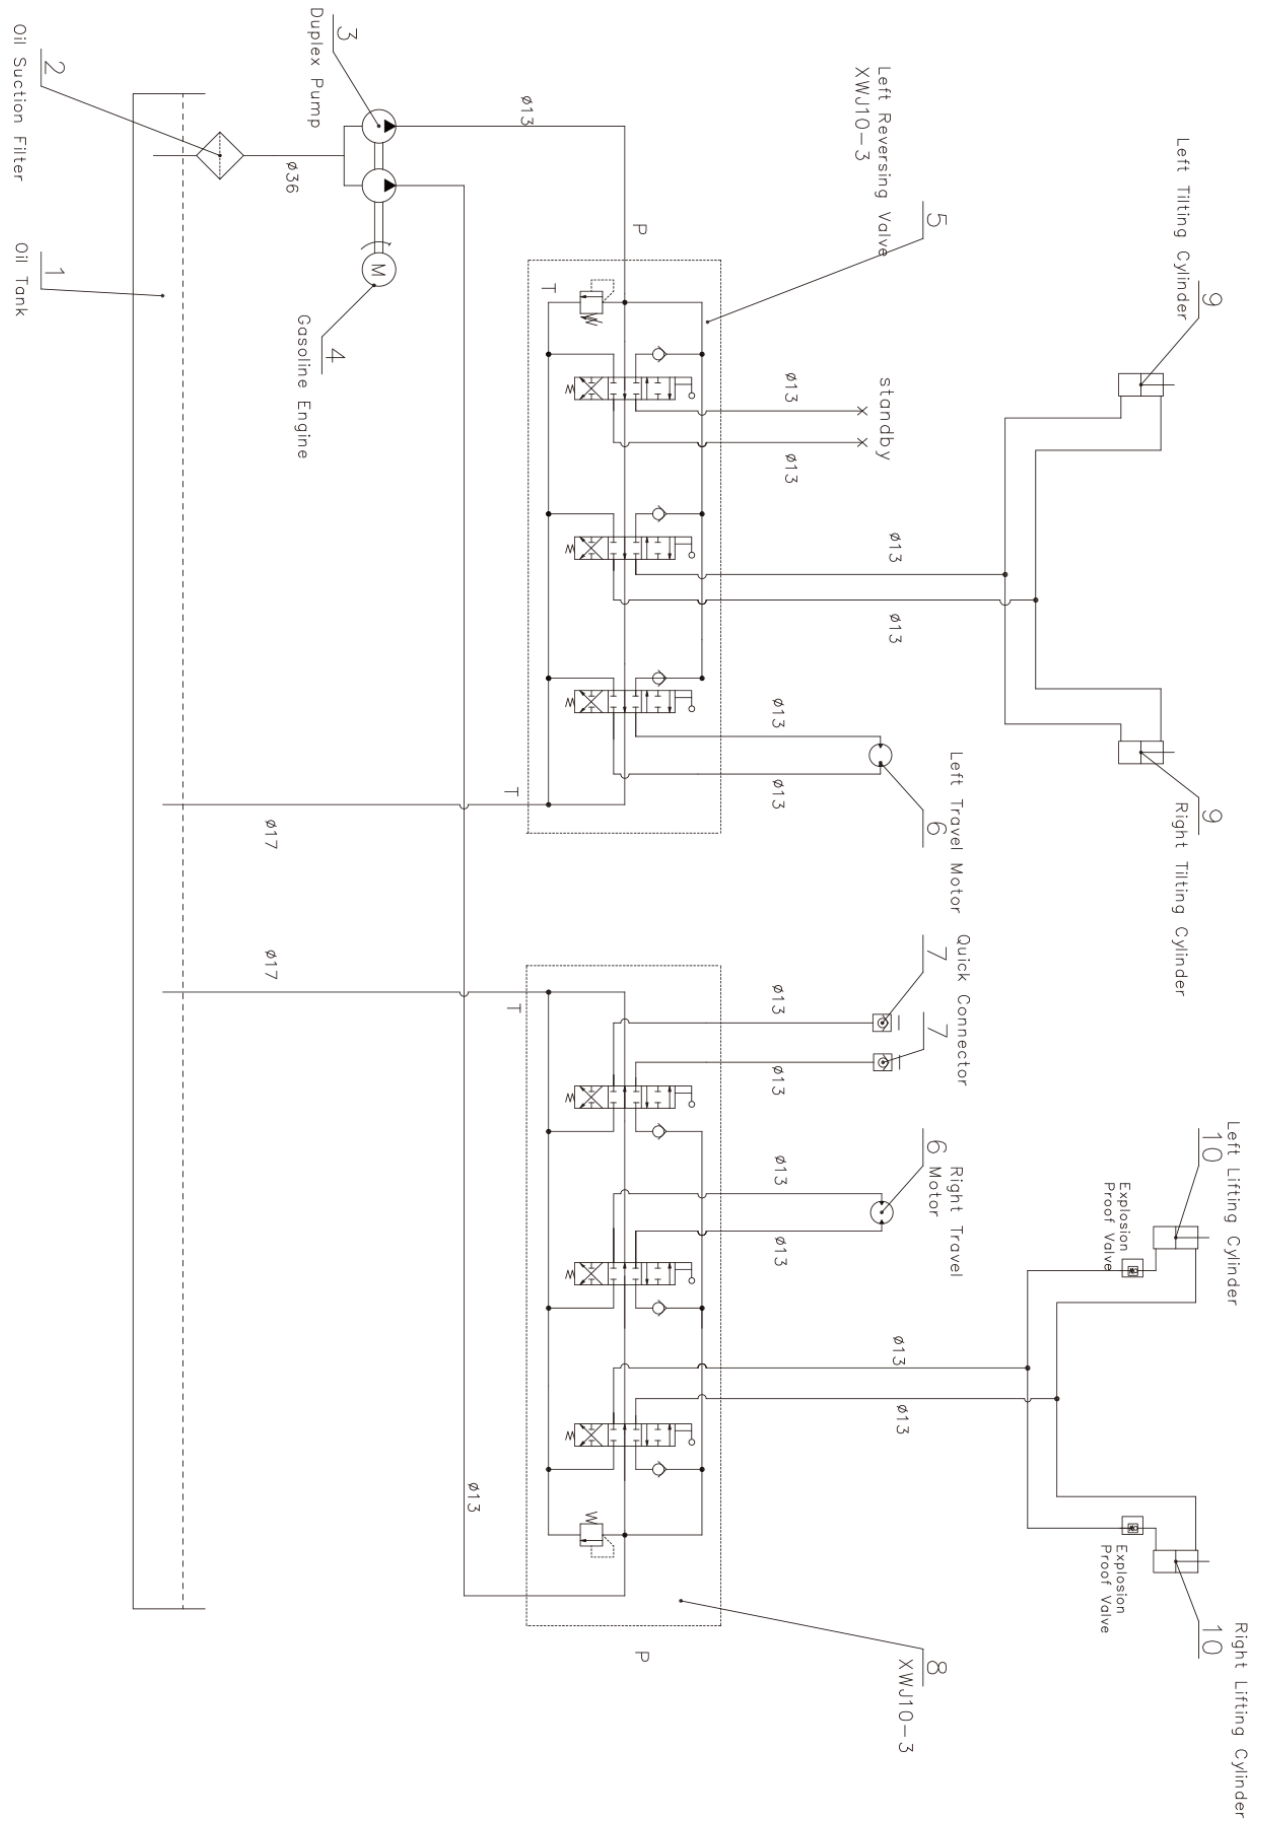 Left Tilting Cylinder
9
9
Right Tilting Cylinder
Left Lifting Cylinder
10
10
Right Lifting Cylinder
Explosion
Proof Valve
Explosion
Proof Valve
Left Reversing Valve
XWJ10-3
5
standby
ø13
ø13
ø13
ø13
ø13
ø13
Left Travel Motor
6
Quick Connector
7
7
ø13
ø13
Right Travel
Motor
6
ø13
ø13
ø13
ø13
8
XWJ10-3
P
T
T
T
P
3
Duplex Pump
ø13
ø13
M
4
Gasoline Engine
ø36
ø17
ø17
2
Oil Suction Filter
1
Oil Tank